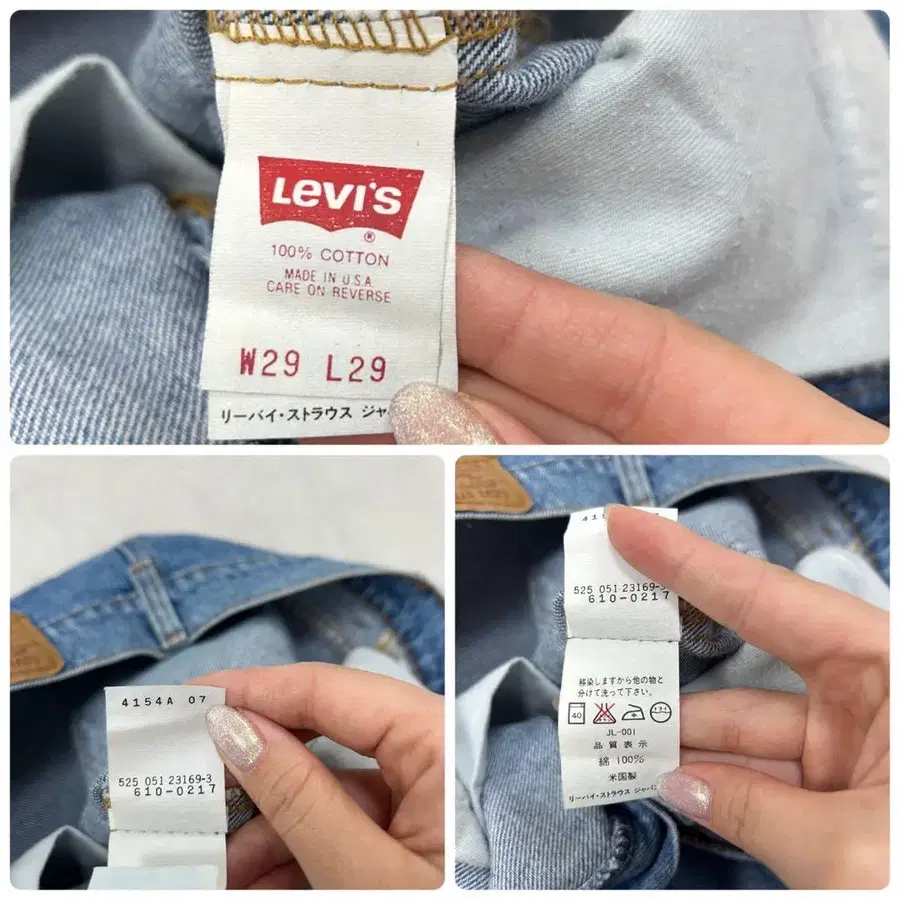 LEVI'S
®
100% COTTON
MADE IN U.S.A.
CARE ON REVERSE
W29 L29
リーバイ・ストラウス ジャ
4154A 07
525 051 23169-3
610-0217
525 051 23169-3
610-0217
移染しますから他の物と
分けて洗って下さい。
40
ドライ
JL-001
品質表示
綿 100%
米国製
リーバイ・ストラウス ジャパ